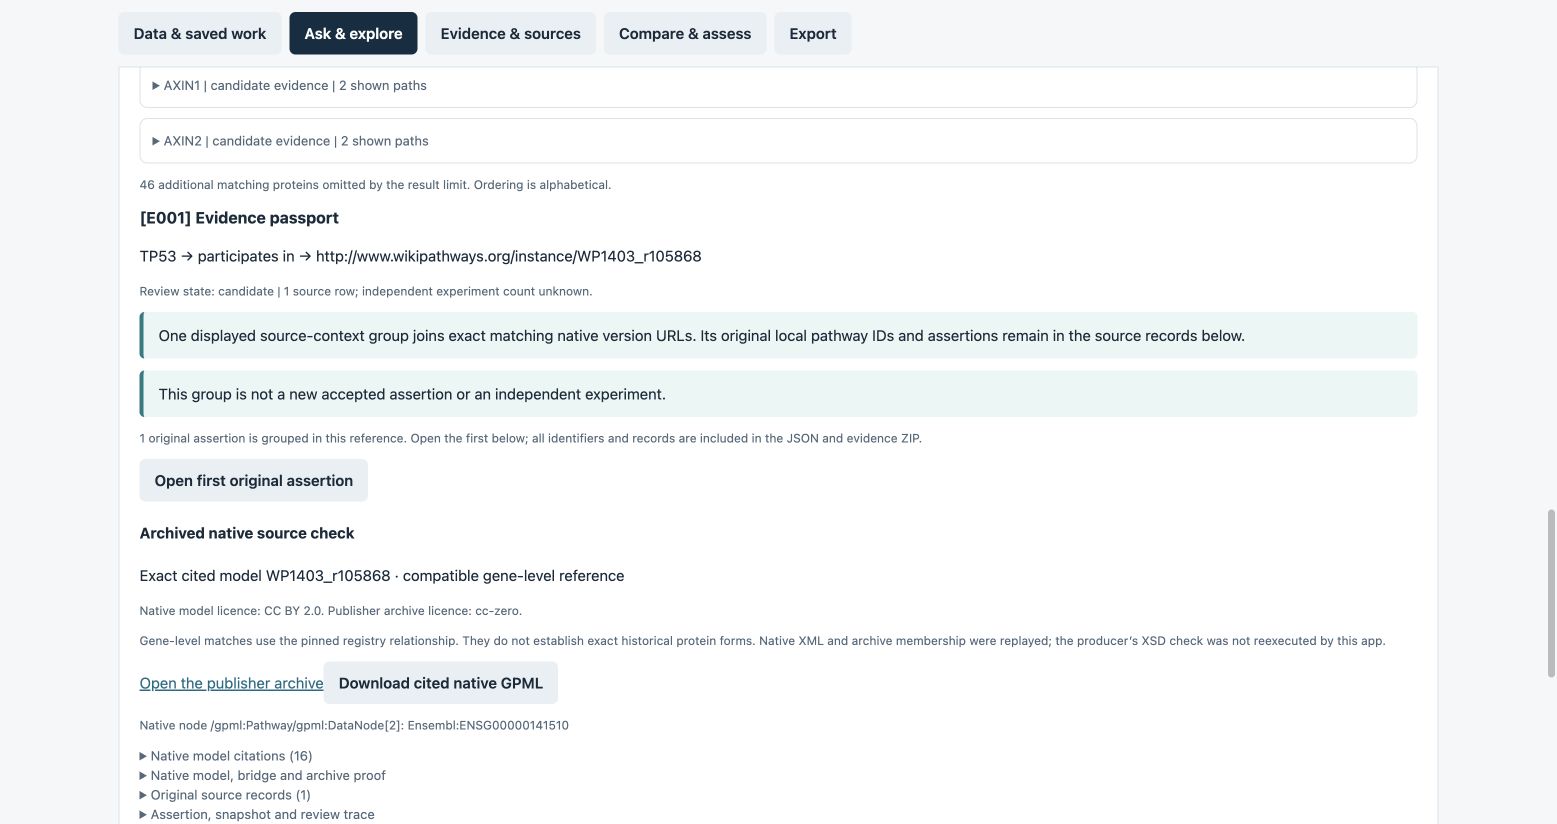 Data & saved work
Ask & explore
Evidence & sources
Compare & assess
Export
▶ AXIN1 | candidate evidence | 2 shown paths
▶ AXIN2 | candidate evidence | 2 shown paths
46 additional matching proteins omitted by the result limit. Ordering is alphabetical.
[E001] Evidence passport
TP53 → participates in → http://www.wikipathways.org/instance/WP1403_r105868
Review state: candidate | 1 source row; independent experiment count unknown.
One displayed source-context group joins exact matching native version URLs. Its original local pathway IDs and assertions remain in the source records below.
This group is not a new accepted assertion or an independent experiment.
1 original assertion is grouped in this reference. Open the first below; all identifiers and records are included in the JSON and evidence ZIP.
Open first original assertion
Archived native source check
Exact cited model WP1403_r105868 · compatible gene-level reference
Native model licence: CC BY 2.0. Publisher archive licence: cc-zero.
Gene-level matches use the pinned registry relationship. They do not establish exact historical protein forms. Native XML and archive membership were replayed; the producer's XSD check was not reexecuted by this app.
Open the publisher archive
Download cited native GPML
Native node /gpml:Pathway/gpml:DataNode[2]: Ensembl:ENSG00000141510
▶ Native model citations (16)
▶ Native model, bridge and archive proof
▶ Original source records (1)
▶ Assertion, snapshot and review trace